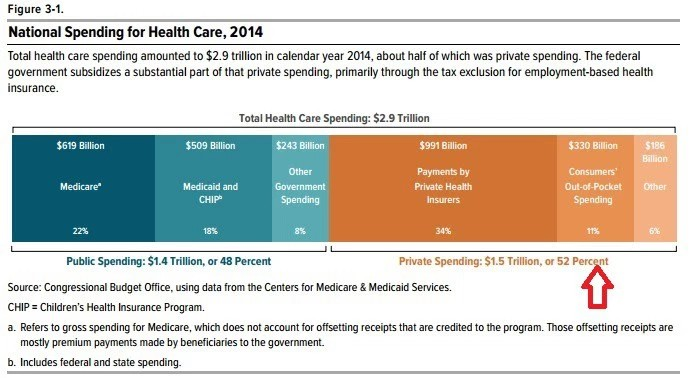 Figure 3-1.
National Spending for Health Care, 2014
Total health care spending amounted to $2.9 trillion in calendar year 2014, about half of which was private spending. The federal
government subsidizes a substantial part of that private spending, primarily through the tax exclusion for employment-based health
insurance.
Total Health Care Spending: $2.9 Trillion
$619 Billion
Medicareᵃ
22%
$509 Billion
Medicaid and
CHIPᵇ
18%
$243 Billion
Other
Government
Spending
8%
$991 Billion
Payments by
Private Health
Insurers
34%
$330 Billion
Consumers'
Out-of-Pocket
Spending
11%
$186
Billion
Other
6%
Public Spending: $1.4 Trillion, or 48 Percent
Private Spending: $1.5 Trillion, or 52 Percent
Source: Congressional Budget Office, using data from the Centers for Medicare & Medicaid Services.
CHIP = Children's Health Insurance Program.
a. Refers to gross spending for Medicare, which does not account for offsetting receipts that are credited to the program. Those offsetting receipts are
mostly premium payments made by beneficiaries to the government.
b. Includes federal and state spending.